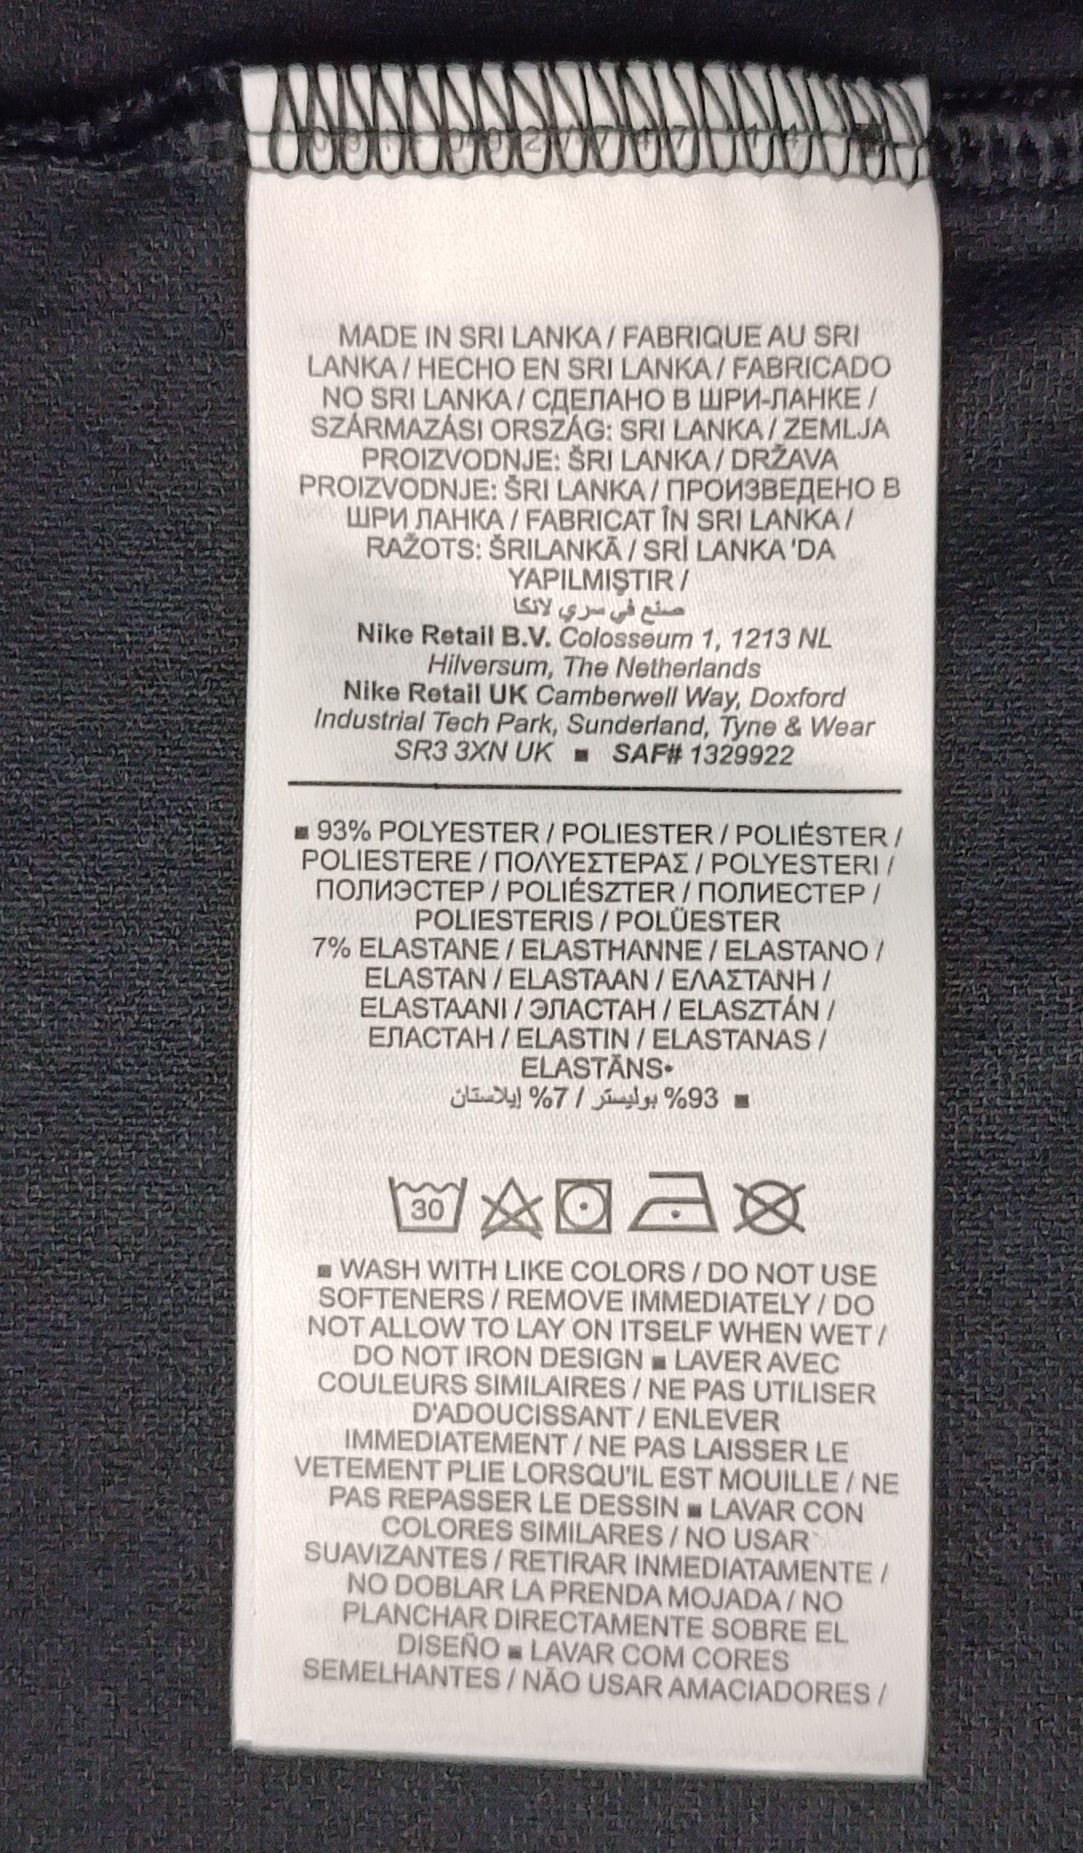 MADE IN SRI LANKA / FABRIQUE AU SRI
LANKA / HECHO EN SRI LANKA / FABRICADO
NO SRI LANKA / СДЕЛАНО В ШРИ-ЛАНКЕ /
SZÁRMAZÁSI ORSZÁG: SRI LANKA / ZEMLJA
PROIZVODNJE: ŠRI LANKA / DRŽAVA
PROIZVODNJE: ŠRI LANKA / ПРОИЗВЕДЕНО В
ШРИ ЛАНКА / FABRICAT ÎN SRI LANKA /
RAŽOTS: ŠRILANKĀ / SRİ LANKA 'DA
YAPILMIŞTIR /
صنع في سري لانكا
Nike Retail B.V. Colosseum 1, 1213 NL
Hilversum, The Netherlands
Nike Retail UK Camberwell Way, Doxford
Industrial Tech Park, Sunderland, Tyne & Wear
SR3 3XN UK ■ SAF# 1329922
■ 93% POLYESTER / POLIESTER / POLIÉSTER /
POLIESTERE / ΠΟΛΥΕΣΤΕΡΑΣ / POLYESTERI /
ПОЛИЭСТЕР / POLIÉSZTER / ПОЛИЕСТЕР /
POLIESTERIS / POLÜESTER
7% ELASTANE / ELASTHANNE / ELASTANO /
ELASTAN / ELASTAAN / ΕΛΑΣΤΑΝΗ /
ELASTAANI / ЭЛАСТАН / ELASZTÁN /
ЕЛАСТАН / ELASTIN / ELASTANAS /
ELASTĀNS•
■ 93% بوليستر / 7% إيلاستان
30
■ WASH WITH LIKE COLORS / DO NOT USE
SOFTENERS / REMOVE IMMEDIATELY / DO
NOT ALLOW TO LAY ON ITSELF WHEN WET /
DO NOT IRON DESIGN ■ LAVER AVEC
COULEURS SIMILAIRES / NE PAS UTILISER
D'ADOUCISSANT / ENLEVER
IMMEDIATEMENT / NE PAS LAISSER LE
VETEMENT PLIE LORSQU'IL EST MOUILLE / NE
PAS REPASSER LE DESSIN ■ LAVAR CON
COLORES SIMILARES / NO USAR
SUAVIZANTES / RETIRAR INMEDIATAMENTE /
NO DOBLAR LA PRENDA MOJADA / NO
PLANCHAR DIRECTAMENTE SOBRE EL
DISEÑO ■ LAVAR COM CORES
SEMELHANTES / NÃO USAR AMACIADORES /